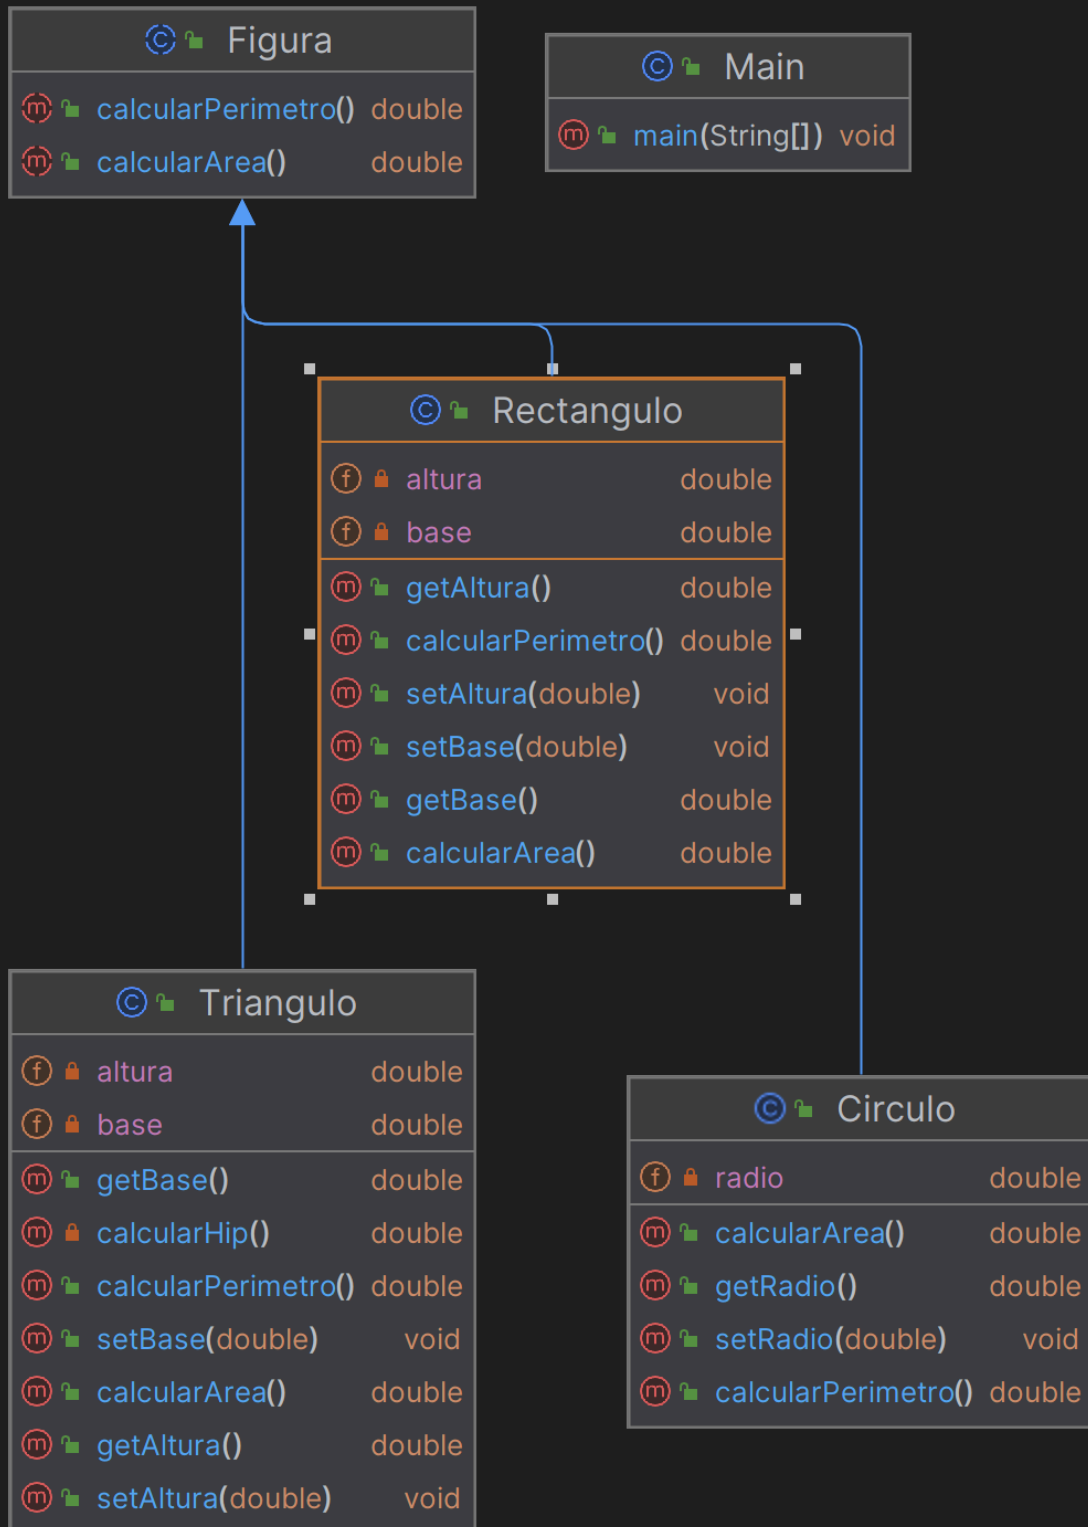 Figura
calcularPerimetro() double
calcularArea() double
Main
main(String[]) void
Rectangulo
altura double
base double
getAltura() double
calcularPerimetro() double
setAltura(double) void
setBase(double) void
getBase() double
calcularArea() double
Triangulo
altura double
base double
getBase() double
calcularHip() double
calcularPerimetro() double
setBase(double) void
calcularArea() double
getAltura() double
setAltura(double) void
Circulo
radio double
calcularArea() double
getRadio() double
setRadio(double) void
calcularPerimetro() double